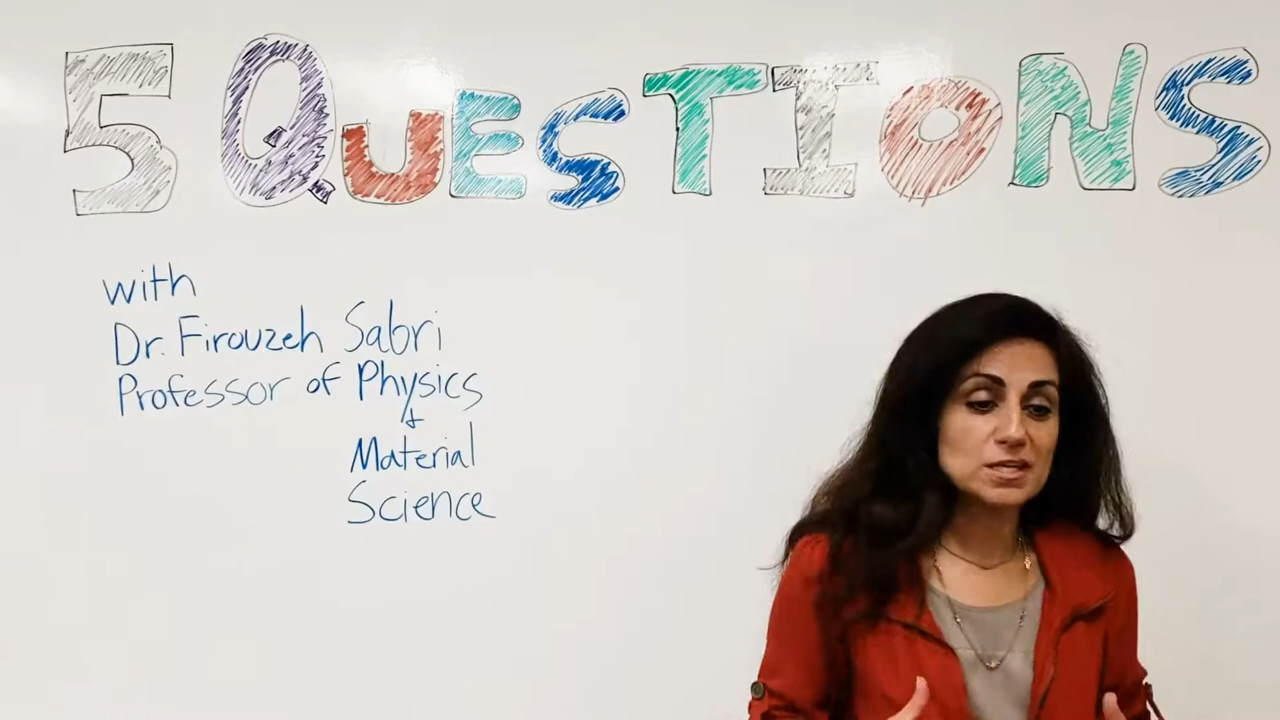 5 QUESTIONS
with
Dr. Firouzeh Sabri
Professor of Physics
+
Material
Science